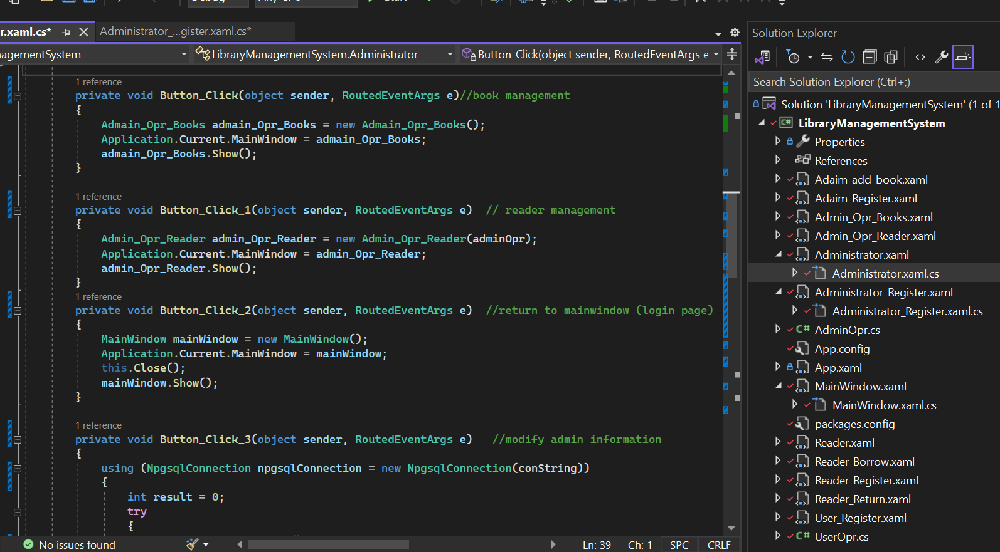 r.xaml.cs*
Administrator_...gister.xaml.cs*
nagementSystem
LibraryManagementSystem.Administrator
Button_Click(object sender, RoutedEventArgs e
1 reference
private void Button_Click(object sender, RoutedEventArgs e)//book management
{
Admain_Opr_Books admain_Opr_Books = new Admain_Opr_Books();
Application.Current.MainWindow = admain_Opr_Books;
admain_Opr_Books.Show();
}
1 reference
private void Button_Click_1(object sender, RoutedEventArgs e)  // reader management
{
Admin_Opr_Reader admin_Opr_Reader = new Admin_Opr_Reader(adminOpr);
Application.Current.MainWindow = admin_Opr_Reader;
admin_Opr_Reader.Show();
}
1 reference
private void Button_Click_2(object sender, RoutedEventArgs e)  //return to mainwindow (login page)
{
MainWindow mainWindow = new MainWindow();
Application.Current.MainWindow = mainWindow;
this.Close();
mainWindow.Show();
}
1 reference
private void Button_Click_3(object sender, RoutedEventArgs e)   //modify admin information
{
using (NpgsqlConnection npgsqlConnection = new NpgsqlConnection(conString))
{
int result = 0;
try
{
No issues found
Ln: 39
Ch: 1
SPC
CRLF
Solution Explorer
Search Solution Explorer (Ctrl+;)
Solution 'LibraryManagementSystem' (1 of 1
C# LibraryManagementSystem
Properties
References
Adaim_add_book.xaml
Adaim_Register.xaml
Admin_Opr_Books.xaml
Admin_Opr_Reader.xaml
Administrator.xaml
Administrator.xaml.cs
Administrator_Register.xaml
Administrator_Register.xaml.cs
C# AdminOpr.cs
App.config
App.xaml
MainWindow.xaml
MainWindow.xaml.cs
packages.config
Reader.xaml
Reader_Borrow.xaml
Reader_Register.xaml
Reader_Return.xaml
User_Register.xaml
C# UserOpr.cs